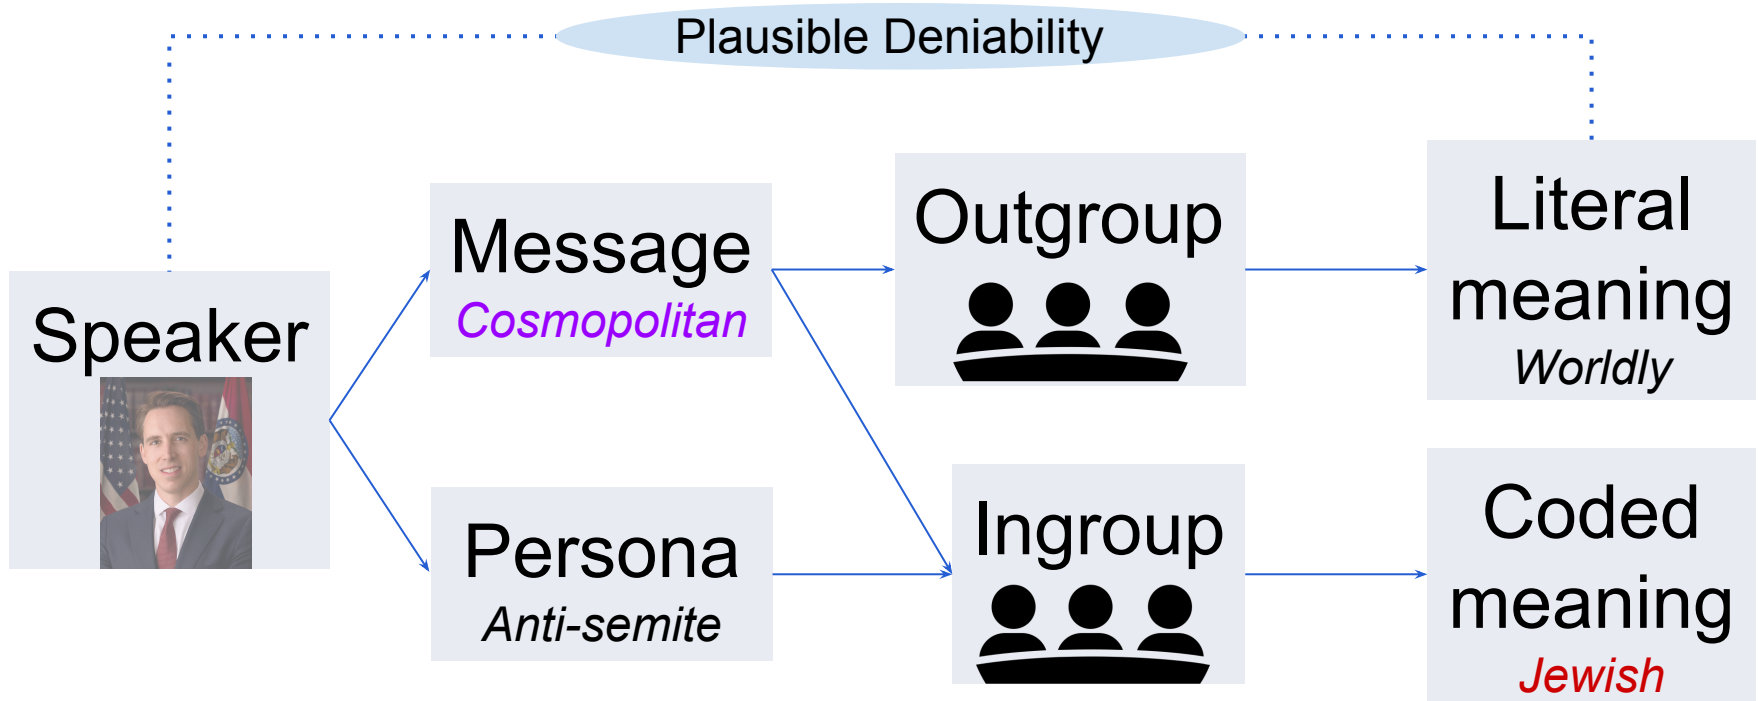 Plausible Deniability
Speaker
Message
Cosmopolitan
Persona
Anti-semite
Outgroup
Ingroup
Literal
meaning
Worldly
Coded
meaning
Jewish